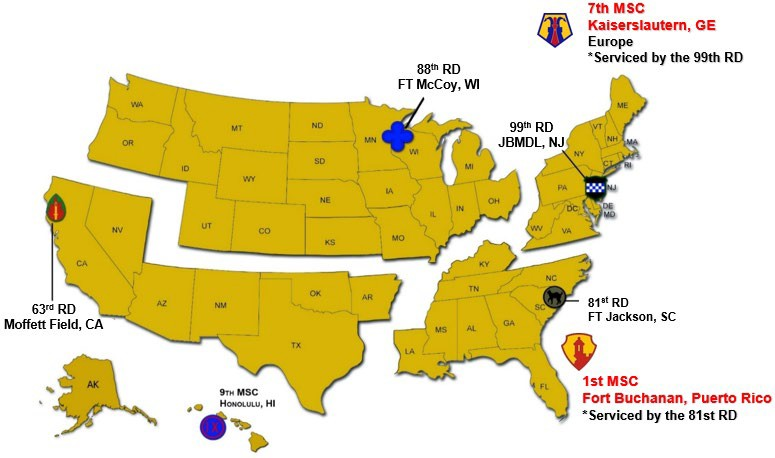 7th MSC
Kaiserslautern, GE
Europe
*Serviced by the 99th RD
88th RD
FT McCoy, WI
99th RD
JBMDL, NJ
WA
OR
ID
MT
WY
ND
SD
NE
KS
UT
CO
MN
WI
IA
MO
IL
IN
MI
OH
ME
VT
NH
MA
NY
CT
RI
PA
NJ
DC
DE
MD
WV
VA
CA
NV
63rd RD
Moffett Field, CA
AZ
NM
OK
AR
TX
KY
TN
NC
SC
MS
AL
GA
LA
FL
81st RD
FT Jackson, SC
1st MSC
Fort Buchanan, Puerto Rico
*Serviced by the 81st RD
AK
9TH MSC
HONOLULU, HI
IX